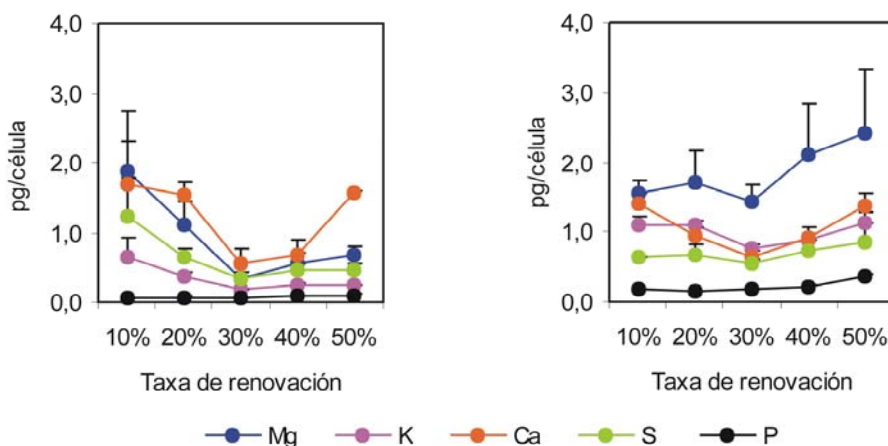 4,0
3,0
2,0
1,0
0,0
pg/célula
10% 20% 30% 40% 50%
Taxa de renovación
4,0
3,0
2,0
1,0
0,0
pg/célula
10% 20% 30% 40% 50%
Taxa de renovación
Mg K Ca S P